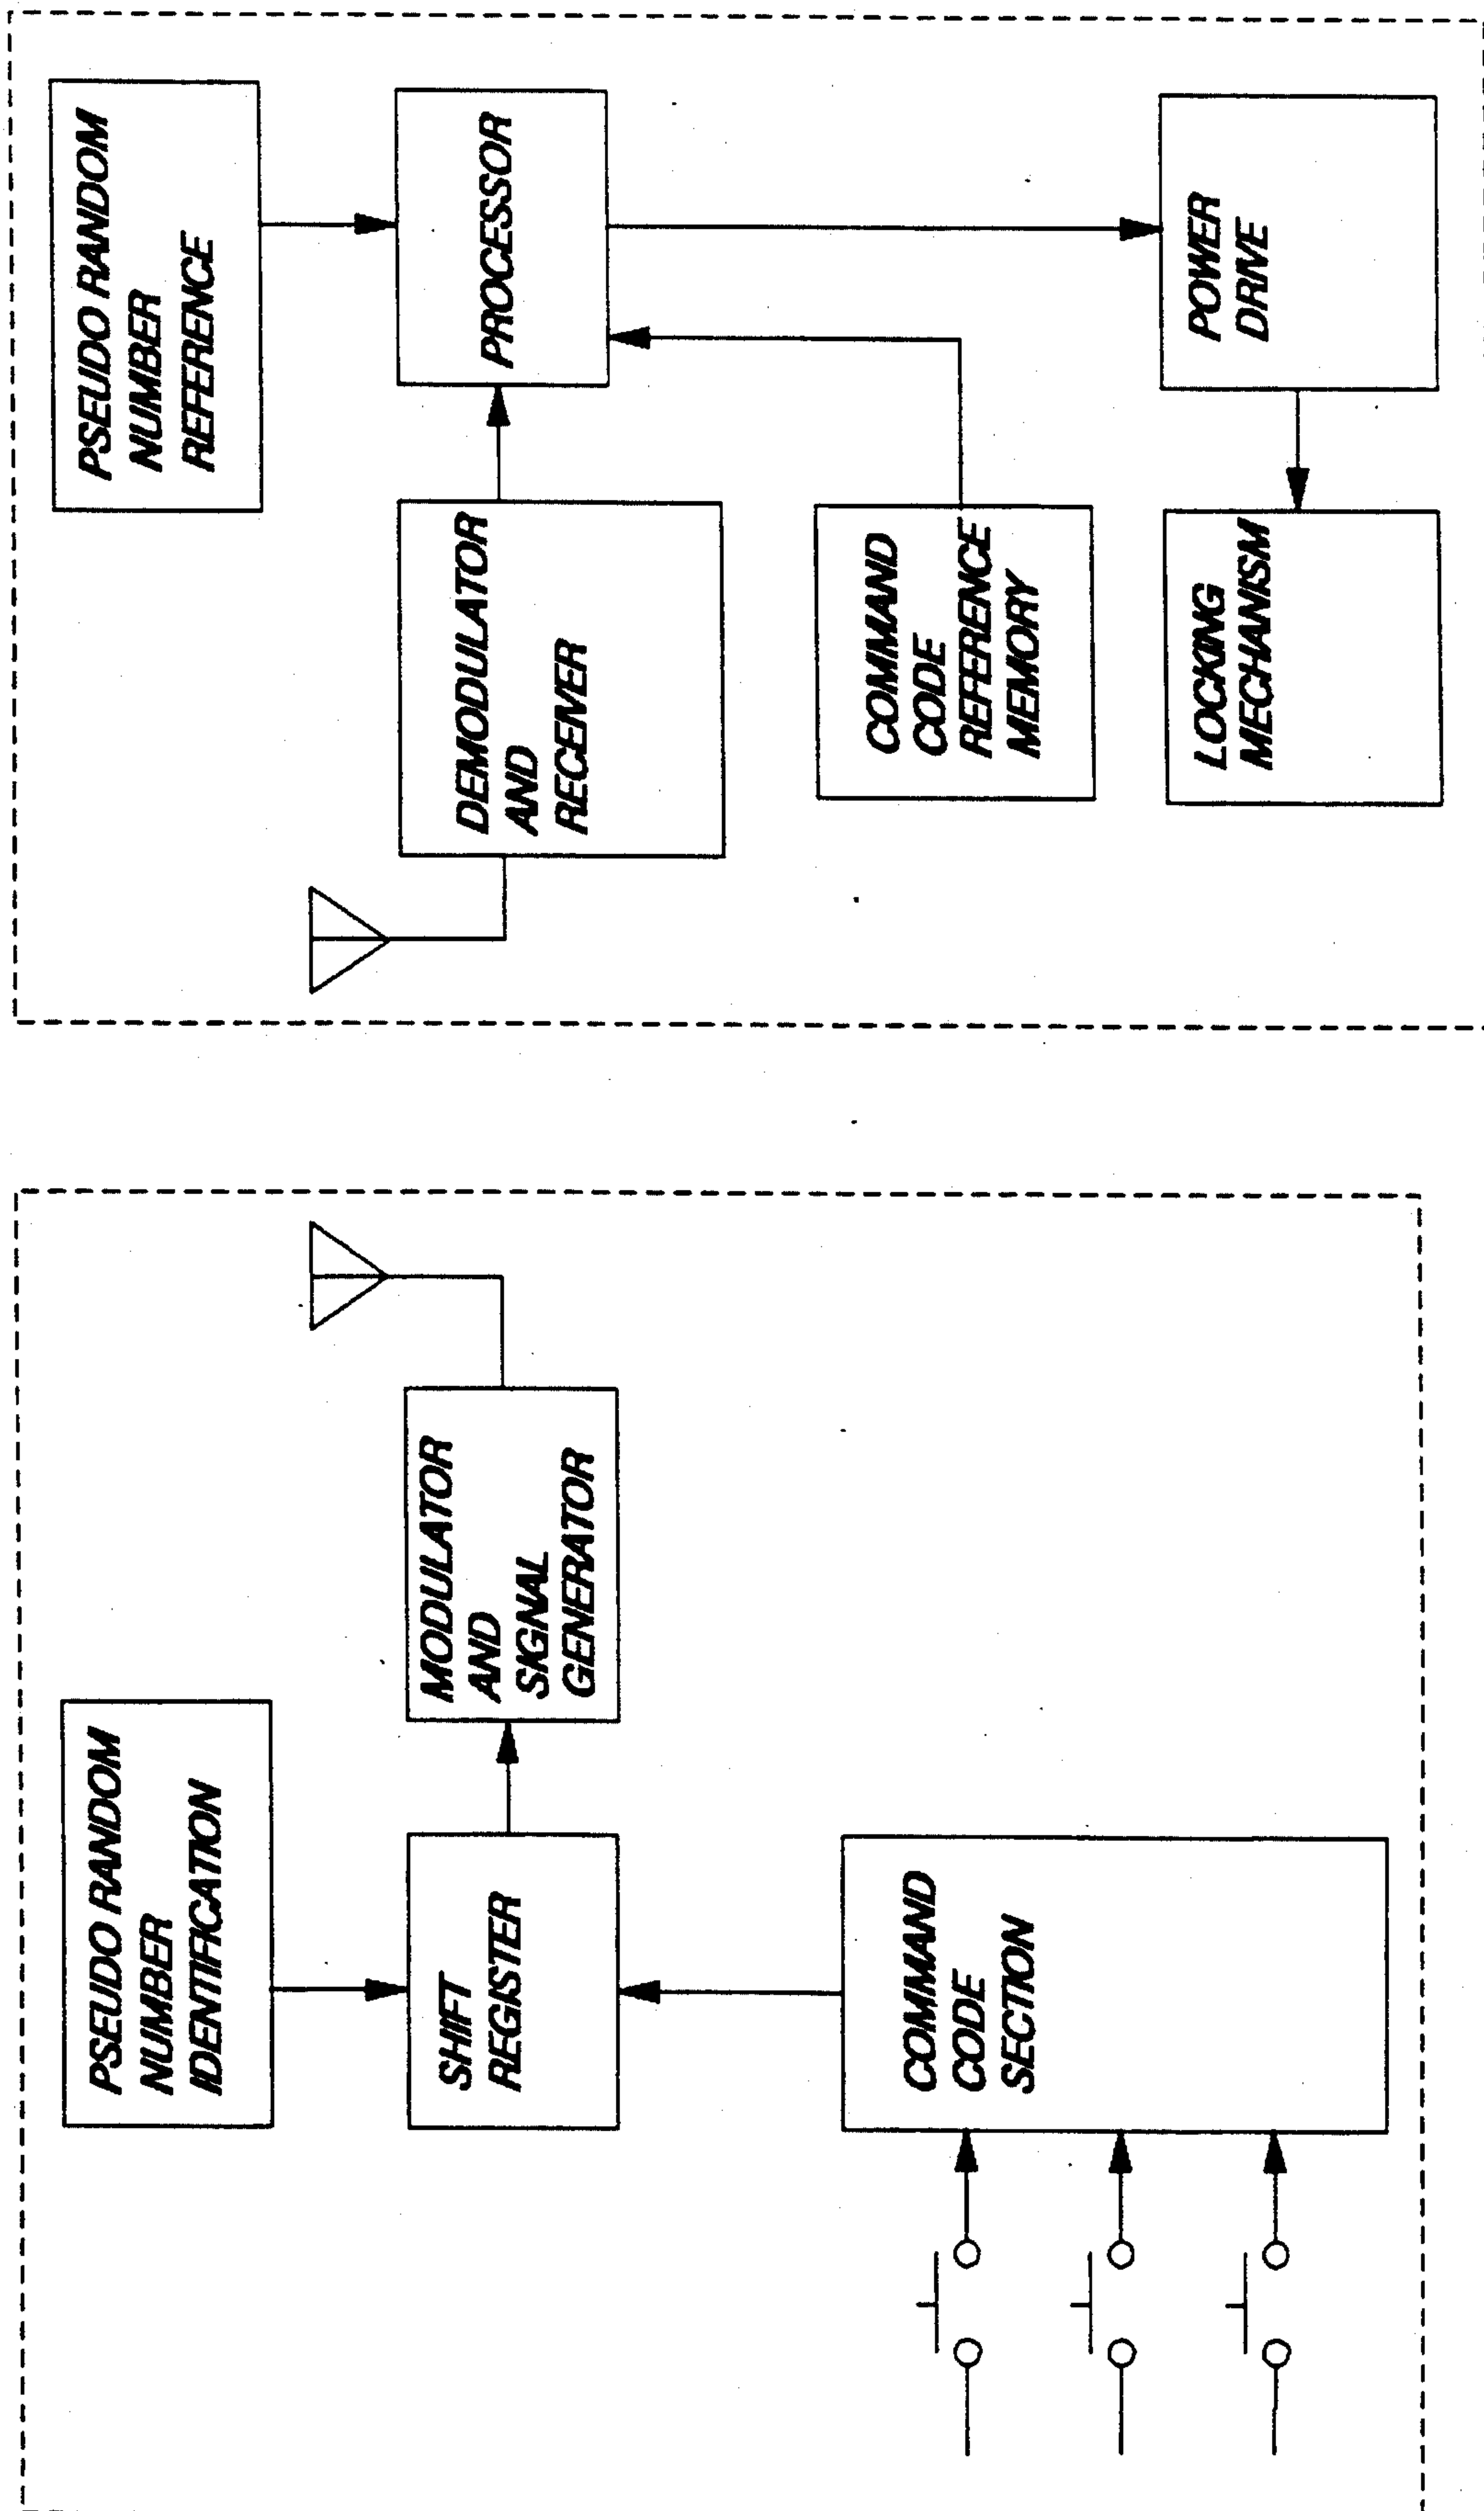 PSEUDO RANDOM
NUMBER
IDENTIFICATION
SHIFT
REGISTER
MODULATOR
AND
SIGNAL
GENERATOR
COMMAND
CODE
SECTION
PSEUDO RANDOM
NUMBER
REFERENCE
DEMODULATOR
AND
RECEIVER
PROCESSOR
COMMAND
CODE
REFERENCE
MEMORY
LOCKING
MECHANISM
POWER
DRIVE